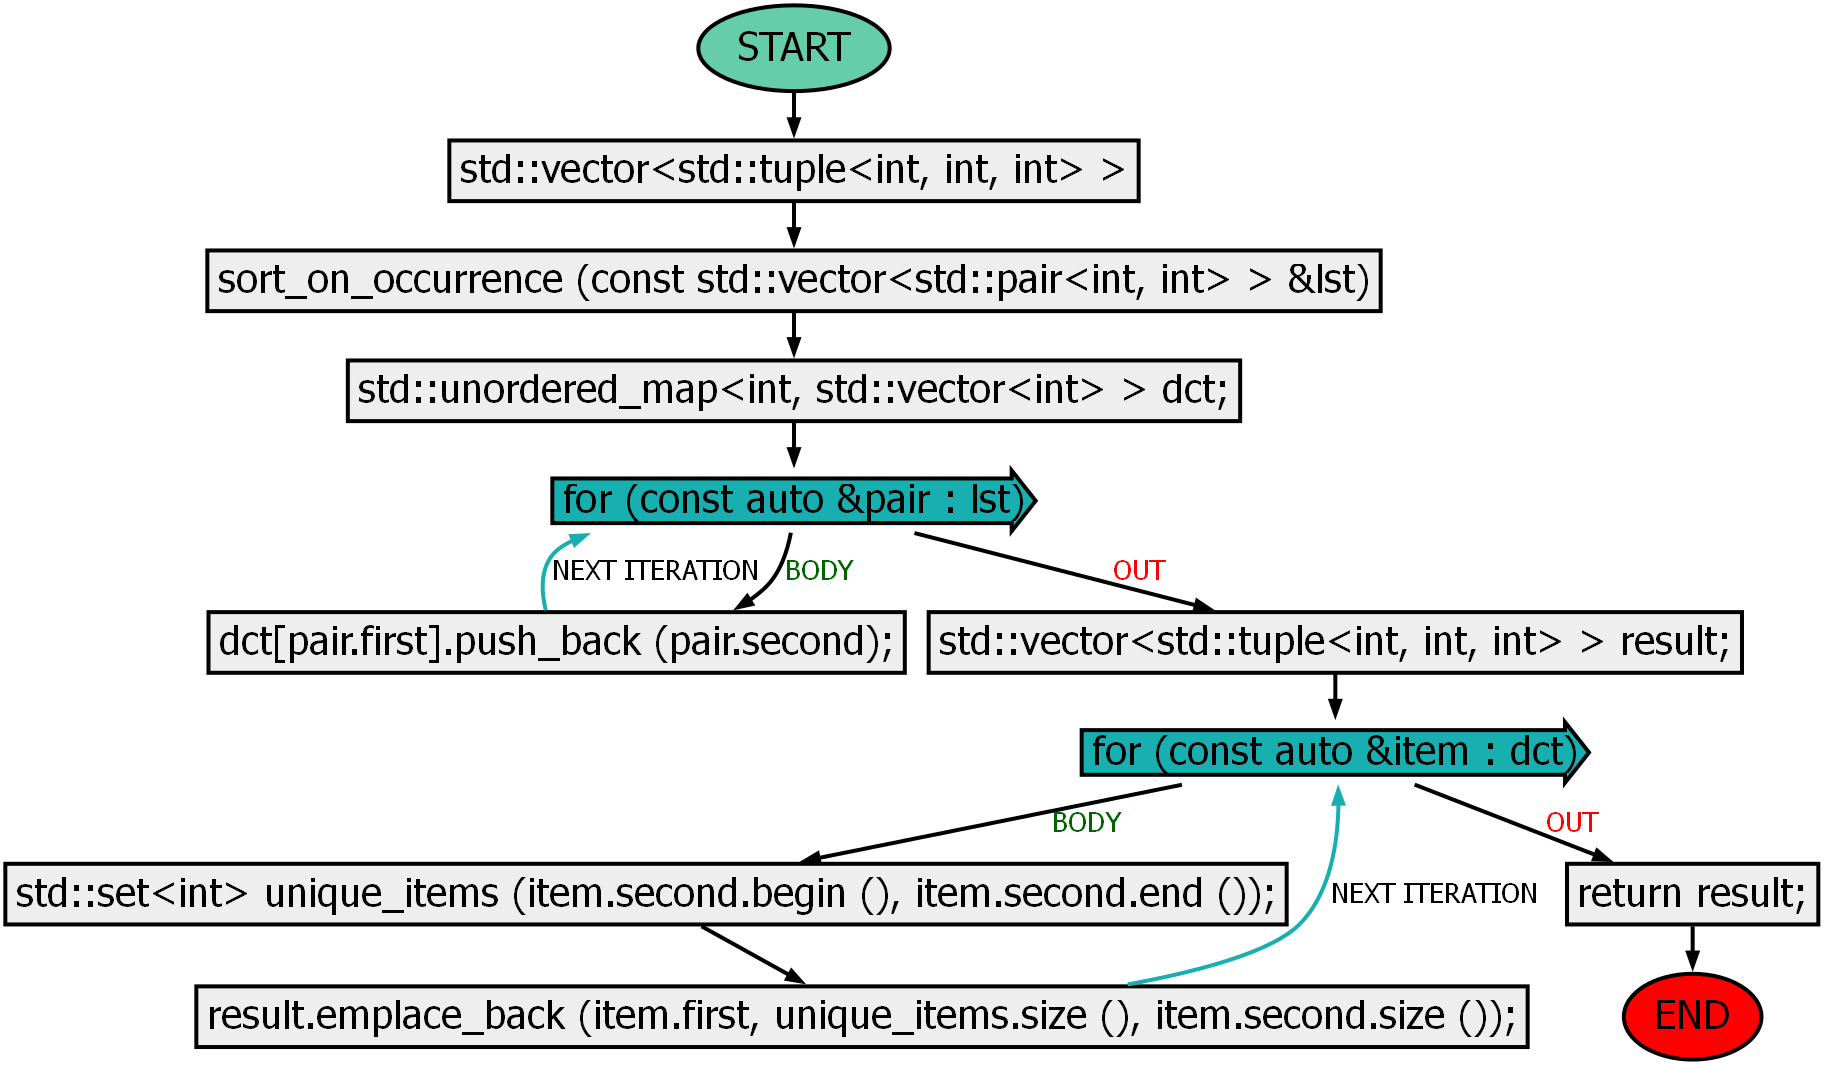 START
std::vector<std::tuple<int, int, int> >
sort_on_occurrence (const std::vector<std::pair<int, int> > &lst)
std::unordered_map<int, std::vector<int> > dct;
for (const auto &pair : lst)
NEXT ITERATION
BODY
OUT
dct[pair.first].push_back (pair.second);
std::vector<std::tuple<int, int, int> > result;
for (const auto &item : dct)
BODY
OUT
std::set<int> unique_items (item.second.begin (), item.second.end ());
NEXT ITERATION
return result;
result.emplace_back (item.first, unique_items.size (), item.second.size ());
END